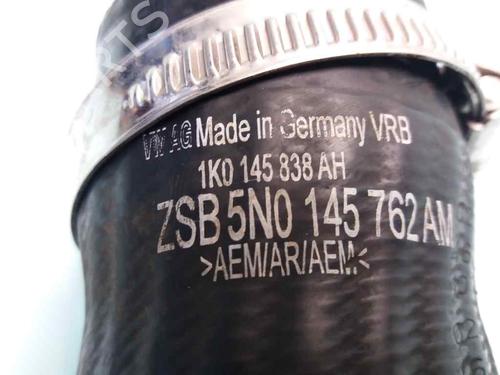 VW AG Made in Germany VRB
1K0 145 838 AH
ZSB 5N0 145 762 AM
>AEM/AR/AEM<